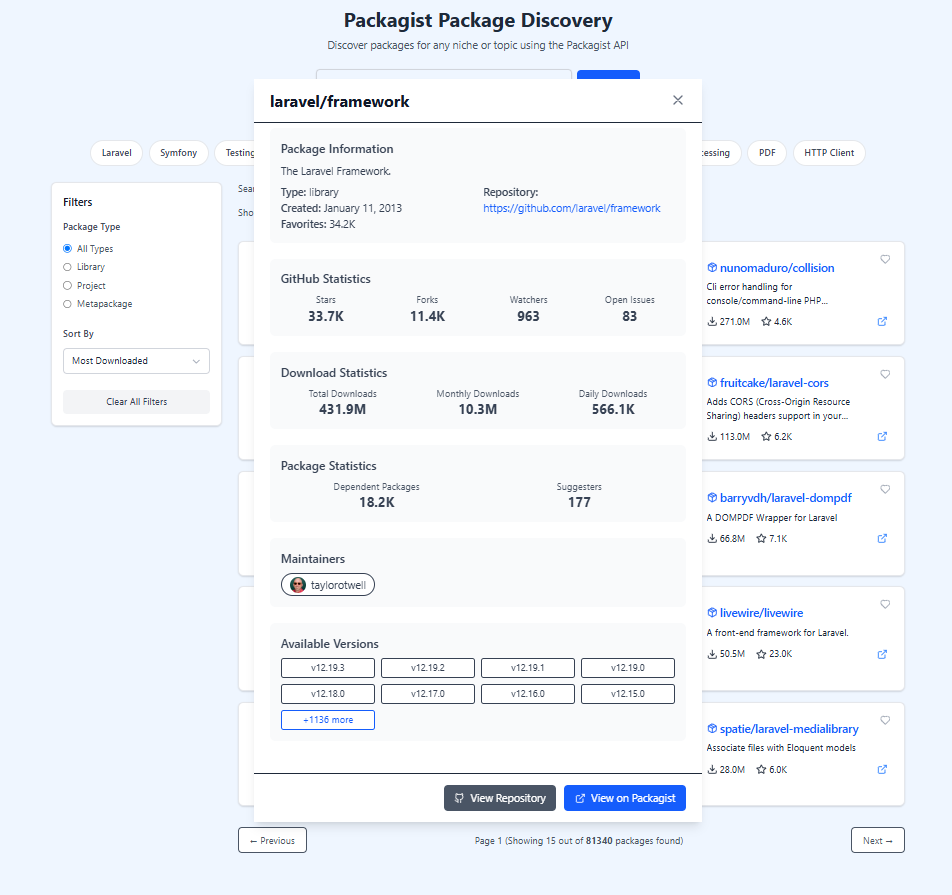 Packagist Package Discovery
Discover packages for any niche or topic using the Packagist API
Laravel
Symfony
Testing
PDF
HTTP Client
Filters
Package Type
All Types
Library
Project
Metapackage
Sort By
Most Downloaded
Clear All Filters
laravel/framework
Package Information
The Laravel Framework.
Type: library
Created: January 11, 2013
Favorites: 34.2K
Repository:
https://github.com/laravel/framework
GitHub Statistics
Stars Forks Watchers Open Issues
33.7K 11.4K 963 83
Download Statistics
Total Downloads Monthly Downloads Daily Downloads
431.9M 10.3M 566.1K
Package Statistics
Dependent Packages Suggesters
18.2K 177
Maintainers
taylorotwell
Available Versions
v12.19.3 v12.19.2 v12.19.1 v12.19.0
v12.18.0 v12.17.0 v12.16.0 v12.15.0
+1136 more
View Repository View on Packagist
nunomaduro/collision
Cli error handling for
console/command-line PHP...
271.0M 4.6K
fruitcake/laravel-cors
Adds CORS (Cross-Origin Resource
Sharing) headers support in your...
113.0M 6.2K
barryvdh/laravel-dompdf
A DOMPDF Wrapper for Laravel
66.8M 7.1K
livewire/livewire
A front-end framework for Laravel.
50.5M 23.0K
spatie/laravel-medialibrary
Associate files with Eloquent models
28.0M 6.0K
← Previous
Page 1 (Showing 15 out of 81340 packages found)
Next →